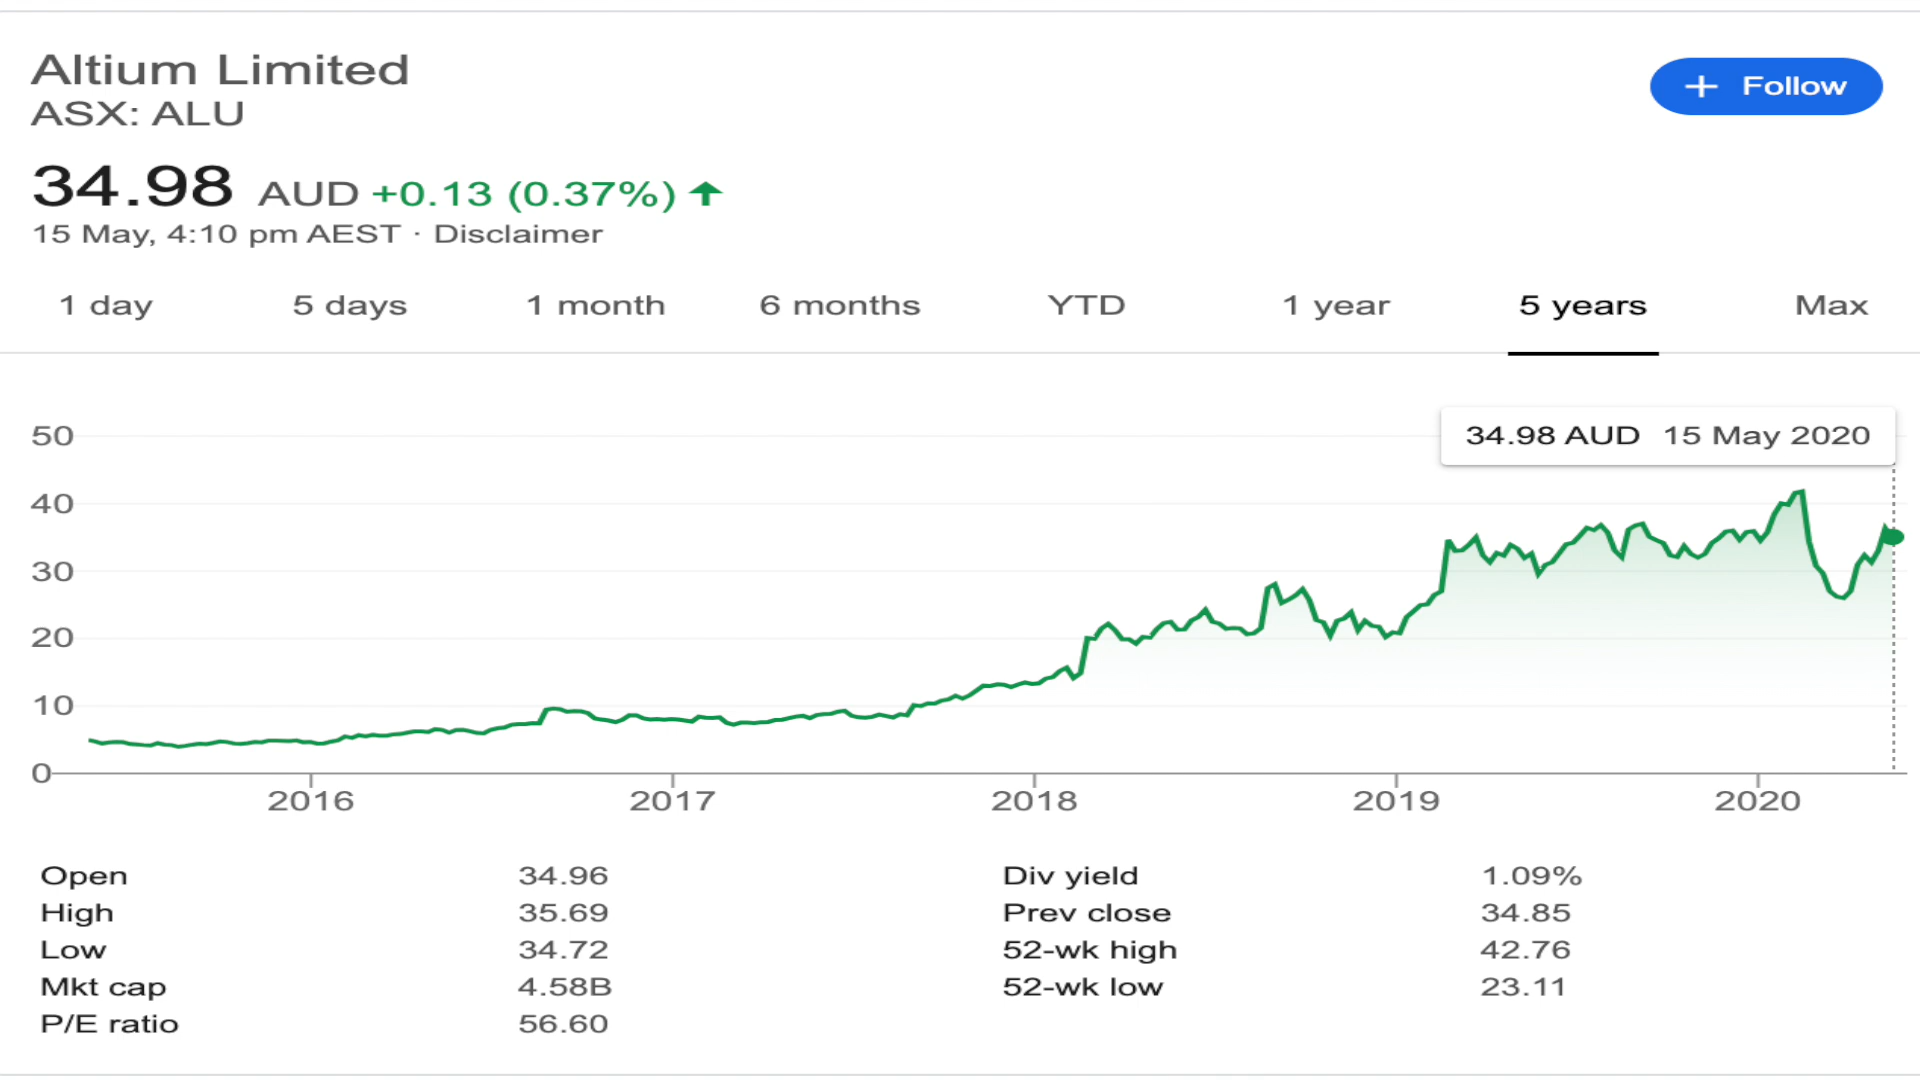 Altium Limited
ASX: ALU
+ Follow
34.98 AUD +0.13 (0.37%)
15 May, 4:10 pm AEST · Disclaimer
1 day 5 days 1 month 6 months YTD 1 year 5 years Max
34.98 AUD 15 May 2020
50
40
30
20
10
0
2016 2017 2018 2019 2020
Open 34.96 Div yield 1.09%
High 35.69 Prev close 34.85
Low 34.72 52-wk high 42.76
Mkt cap 4.58B 52-wk low 23.11
P/E ratio 56.60